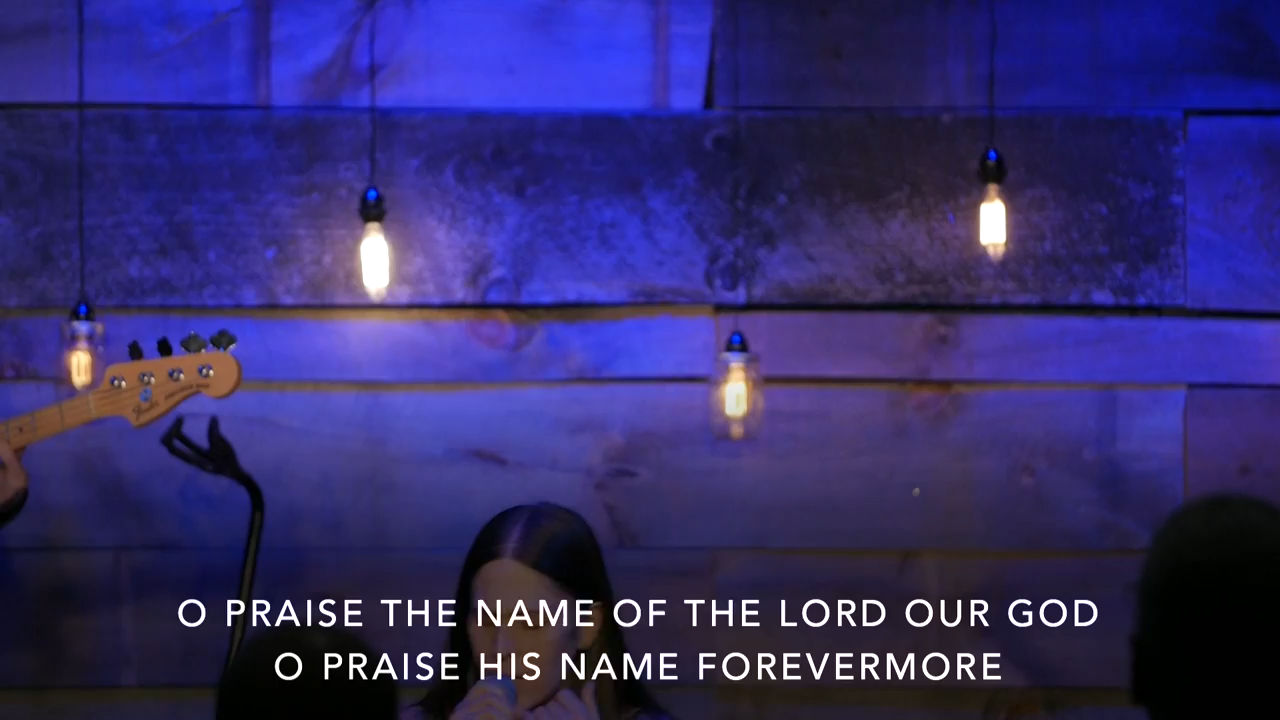 O PRAISE THE NAME OF THE LORD OUR GOD
O PRAISE HIS NAME FOREVERMORE